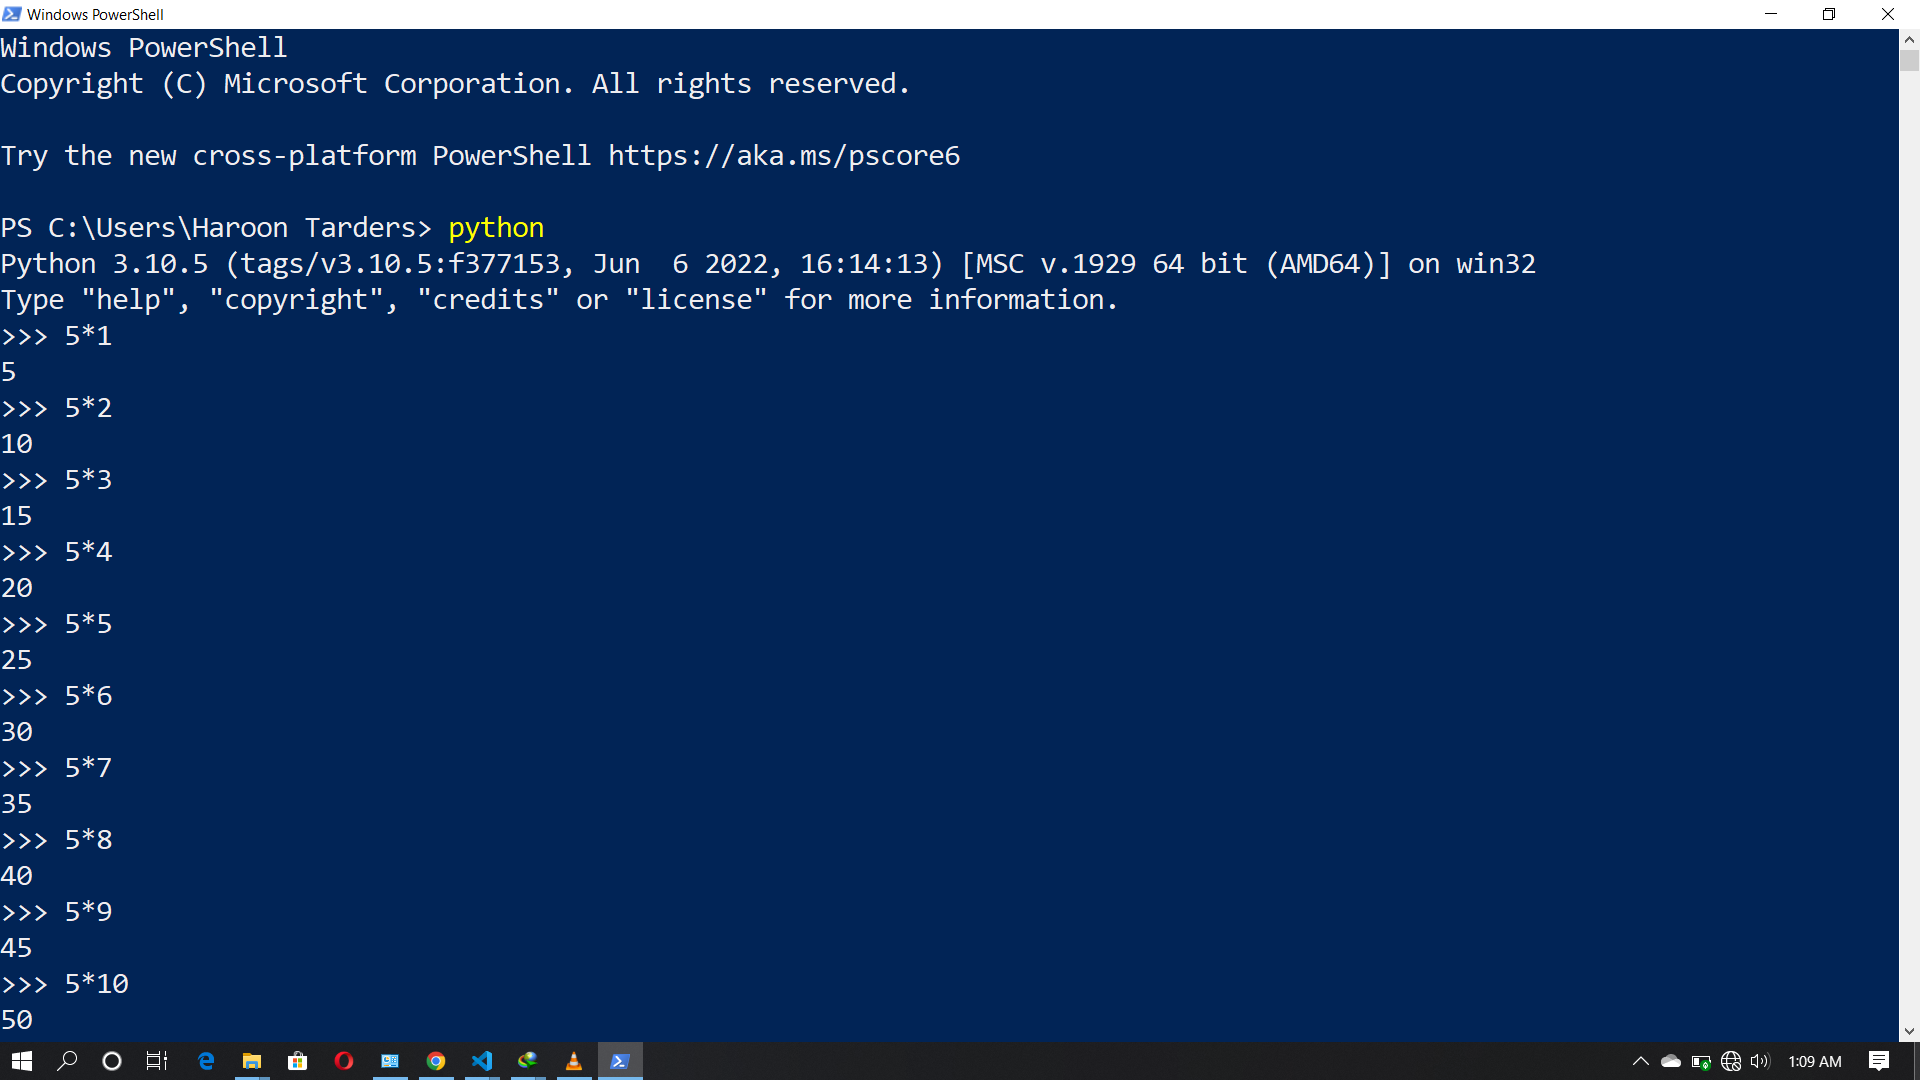 Windows PowerShell
Windows PowerShell
Copyright (C) Microsoft Corporation. All rights reserved.
Try the new cross-platform PowerShell https://aka.ms/pscore6
PS C:\Users\Haroon Tarders> python
Python 3.10.5 (tags/v3.10.5:f377153, Jun  6 2022, 16:14:13) [MSC v.1929 64 bit (AMD64)] on win32
Type "help", "copyright", "credits" or "license" for more information.
>>> 5*1
5
>>> 5*2
10
>>> 5*3
15
>>> 5*4
20
>>> 5*5
25
>>> 5*6
30
>>> 5*7
35
>>> 5*8
40
>>> 5*9
45
>>> 5*10
50
1:09 AM